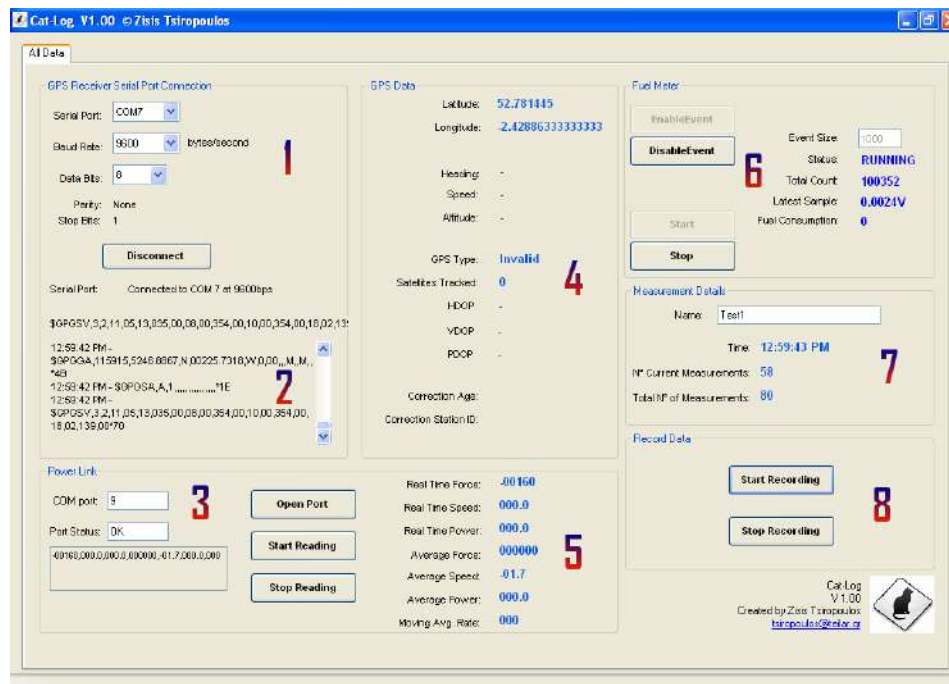 Cat-Log V1.00 © Zisis Tsiropoulos
All Data
GPS Receiver Serial Port Connection
Serial Port: COM7
Baud Rate: 9600 bytes/second
Data Bits: 8
Parity: None
Stop Bits: 1
1
Disconnect
Serial Port: Connected to COM 7 at 9600bps
$GPGSV,3,2,11,05,13,035,00,08,00,354,00,10,00,354,00,18,02,13
12:59:42 PM -
$GPGGA,115915,5246.8867,N,00225.7318,W,0,00,,,M,,M,,
*4B
12:59:42 PM - $GPGSA,A,1,,,,,,,,,,,,,,,*1E
12:59:42 PM -
$GPGSV,3,2,11,05,13,035,00,08,00,354,00,10,00,354,00,
18,02,139,00*70
2
Power Link
COM port: 9
Port Status: OK
3
-00160,000.0,000.0,000000,-01.7,000.0,000
Open Port
Start Reading
Stop Reading
GPS Data
Latitude: 52.781445
Longitude: -2.42886333333333
Heading: -
Speed: -
Altitude: -
GPS Type: Invalid
Satellites Tracked: 0
HDOP -
VDOP -
PDOP -
4
Correction Age:
Correction Station ID:
Real Time Force: -00160
Real Time Speed: 000.0
Real Time Power: 000.0
Average Force: 000000
Average Speed: -01.7
Average Power: 000.0
Moving Avg. Rate: 000
5
Fuel Meter
EnableEvent
DisableEvent
Start
Stop
6
Event Size: 1000
Status: RUNNING
Total Count: 100352
Latest Sample: 0.0024V
Fuel Consumption: 0
Measurement Details
Name: Test1
Time: 12:59:43 PM
Nº Current Measurements: 58
Total Nº of Measurements: 80
7
Record Data
Start Recording
Stop Recording
8
Cat-Log
V 1.00
Created by Zisis Tsiropoulos
tsiropoulos@teilar.gr